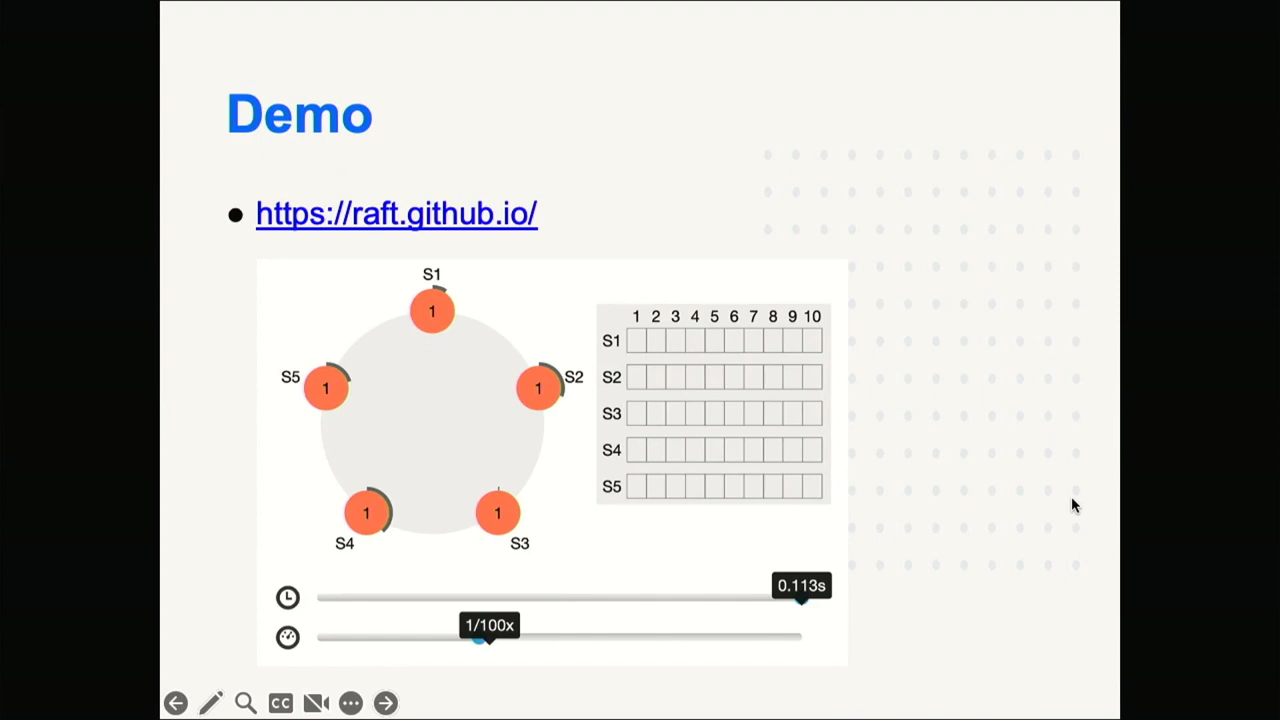 Demo
● https://raft.github.io/
S1
1
S5
1
1
S2
1
S4
1
S3
1 2 3 4 5 6 7 8 9 10
S1
S2
S3
S4
S5
0.113s
1/100x
CC